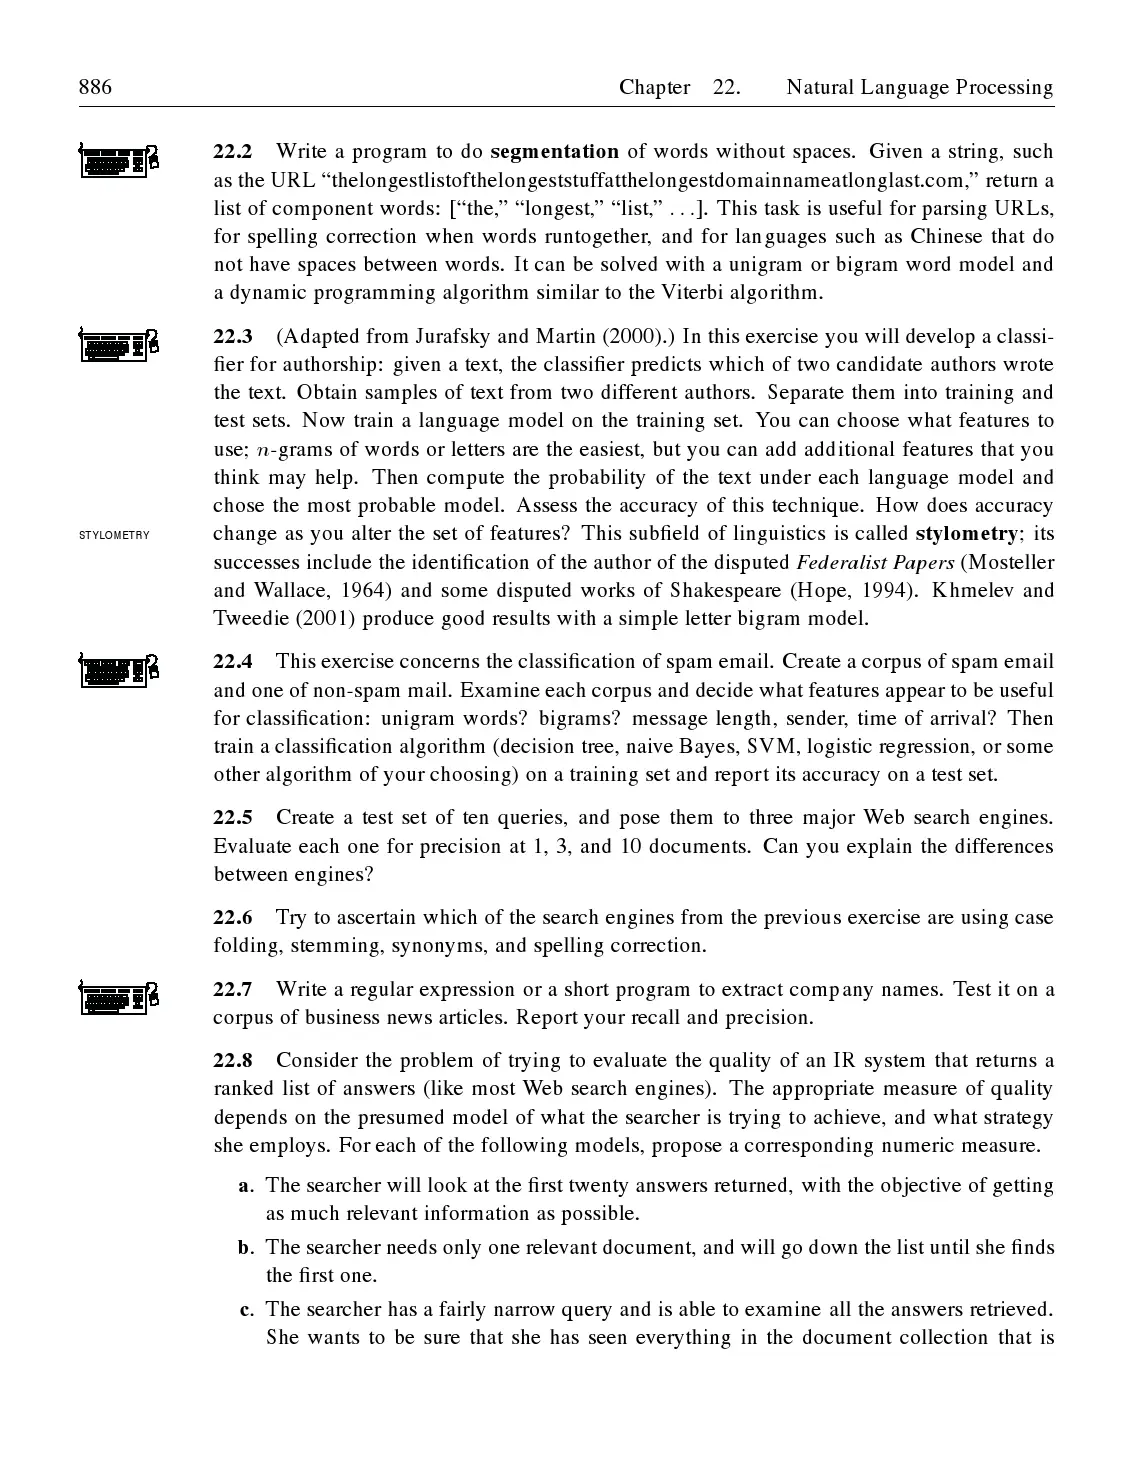 886 Chapter 22. Natural Language Processing
22.2 Write a program to do segmentation of words without spaces. Given a string, such
as the URL “thelongestlistofthelongeststuffatthelongestdomainnameatlonglast.com,” return a
list of component words: [“the,” “longest,” “list,” . . .]. This task is useful for parsing URLs,
for spelling correction when words runtogether, and for languages such as Chinese that do
not have spaces between words. It can be solved with a unigram or bigram word model and
a dynamic programming algorithm similar to the Viterbi algorithm.
22.3 (Adapted from Jurafsky and Martin (2000).) In this exercise you will develop a classi-
fier for authorship: given a text, the classifier predicts which of two candidate authors wrote
the text. Obtain samples of text from two different authors. Separate them into training and
test sets. Now train a language model on the training set. You can choose what features to
use; n-grams of words or letters are the easiest, but you can add additional features that you
think may help. Then compute the probability of the text under each language model and
chose the most probable model. Assess the accuracy of this technique. How does accuracy
STYLOMETRY change as you alter the set of features? This subfield of linguistics is called stylometry; its
successes include the identification of the author of the disputed Federalist Papers (Mosteller
and Wallace, 1964) and some disputed works of Shakespeare (Hope, 1994). Khmelev and
Tweedie (2001) produce good results with a simple letter bigram model.
22.4 This exercise concerns the classification of spam email. Create a corpus of spam email
and one of non-spam mail. Examine each corpus and decide what features appear to be useful
for classification: unigram words? bigrams? message length, sender, time of arrival? Then
train a classification algorithm (decision tree, naive Bayes, SVM, logistic regression, or some
other algorithm of your choosing) on a training set and report its accuracy on a test set.
22.5 Create a test set of ten queries, and pose them to three major Web search engines.
Evaluate each one for precision at 1, 3, and 10 documents. Can you explain the differences
between engines?
22.6 Try to ascertain which of the search engines from the previous exercise are using case
folding, stemming, synonyms, and spelling correction.
22.7 Write a regular expression or a short program to extract company names. Test it on a
corpus of business news articles. Report your recall and precision.
22.8 Consider the problem of trying to evaluate the quality of an IR system that returns a
ranked list of answers (like most Web search engines). The appropriate measure of quality
depends on the presumed model of what the searcher is trying to achieve, and what strategy
she employs. For each of the following models, propose a corresponding numeric measure.
a. The searcher will look at the first twenty answers returned, with the objective of getting
as much relevant information as possible.
b. The searcher needs only one relevant document, and will go down the list until she finds
the first one.
c. The searcher has a fairly narrow query and is able to examine all the answers retrieved.
She wants to be sure that she has seen everything in the document collection that is